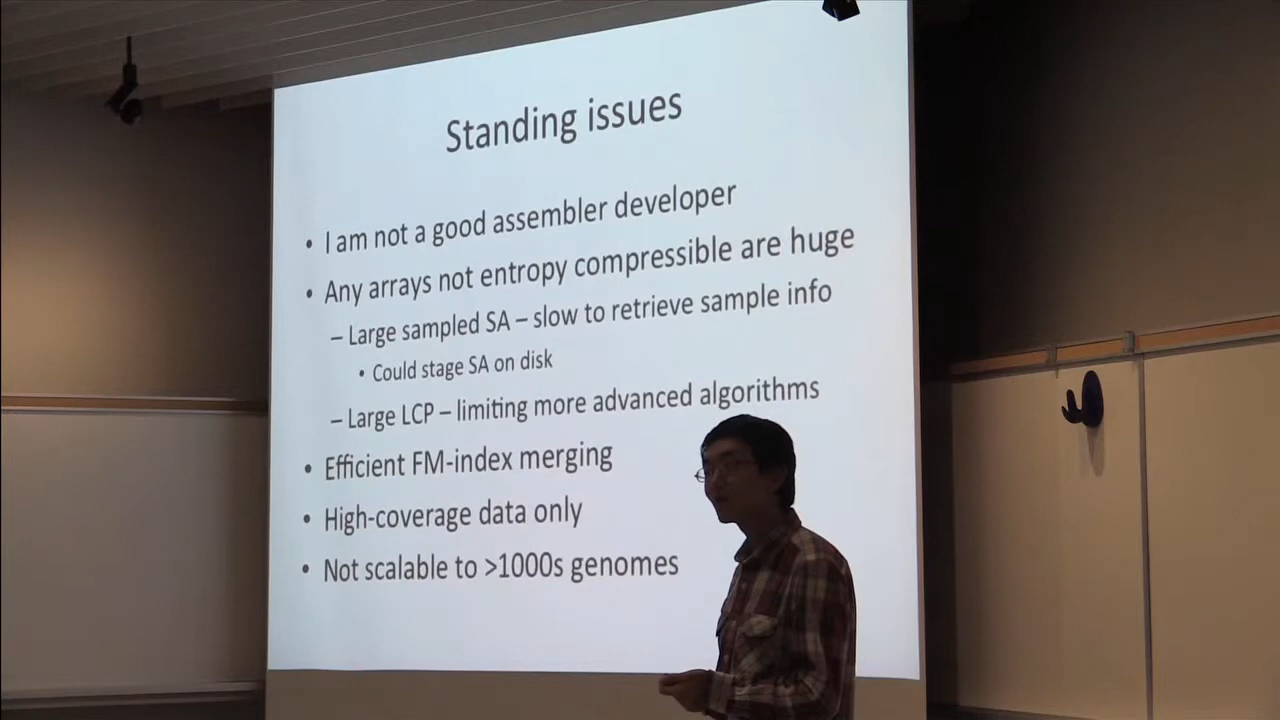 Standing issues
• I am not a good assembler developer
• Any arrays not entropy compressible are huge
– Large sampled SA – slow to retrieve sample info
• Could stage SA on disk
– Large LCP – limiting more advanced algorithms
• Efficient FM-index merging
• High-coverage data only
• Not scalable to >1000s genomes